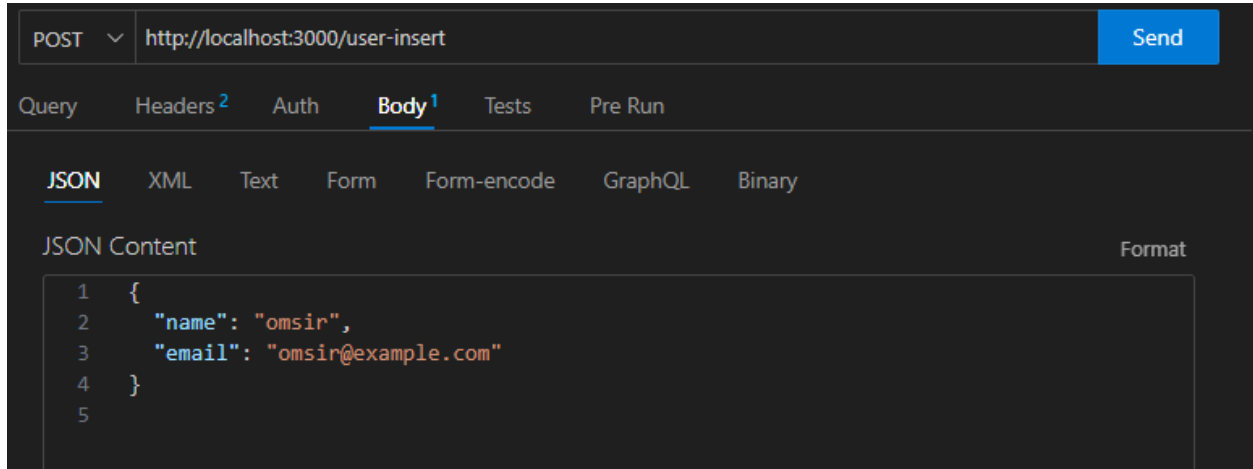 POST http://localhost:3000/user-insert Send
Query Headers 2 Auth Body 1 Tests Pre Run
JSON XML Text Form Form-encode GraphQL Binary
JSON Content Format
1 {
2 "name": "omsir",
3 "email": "omsir@example.com"
4 }
5